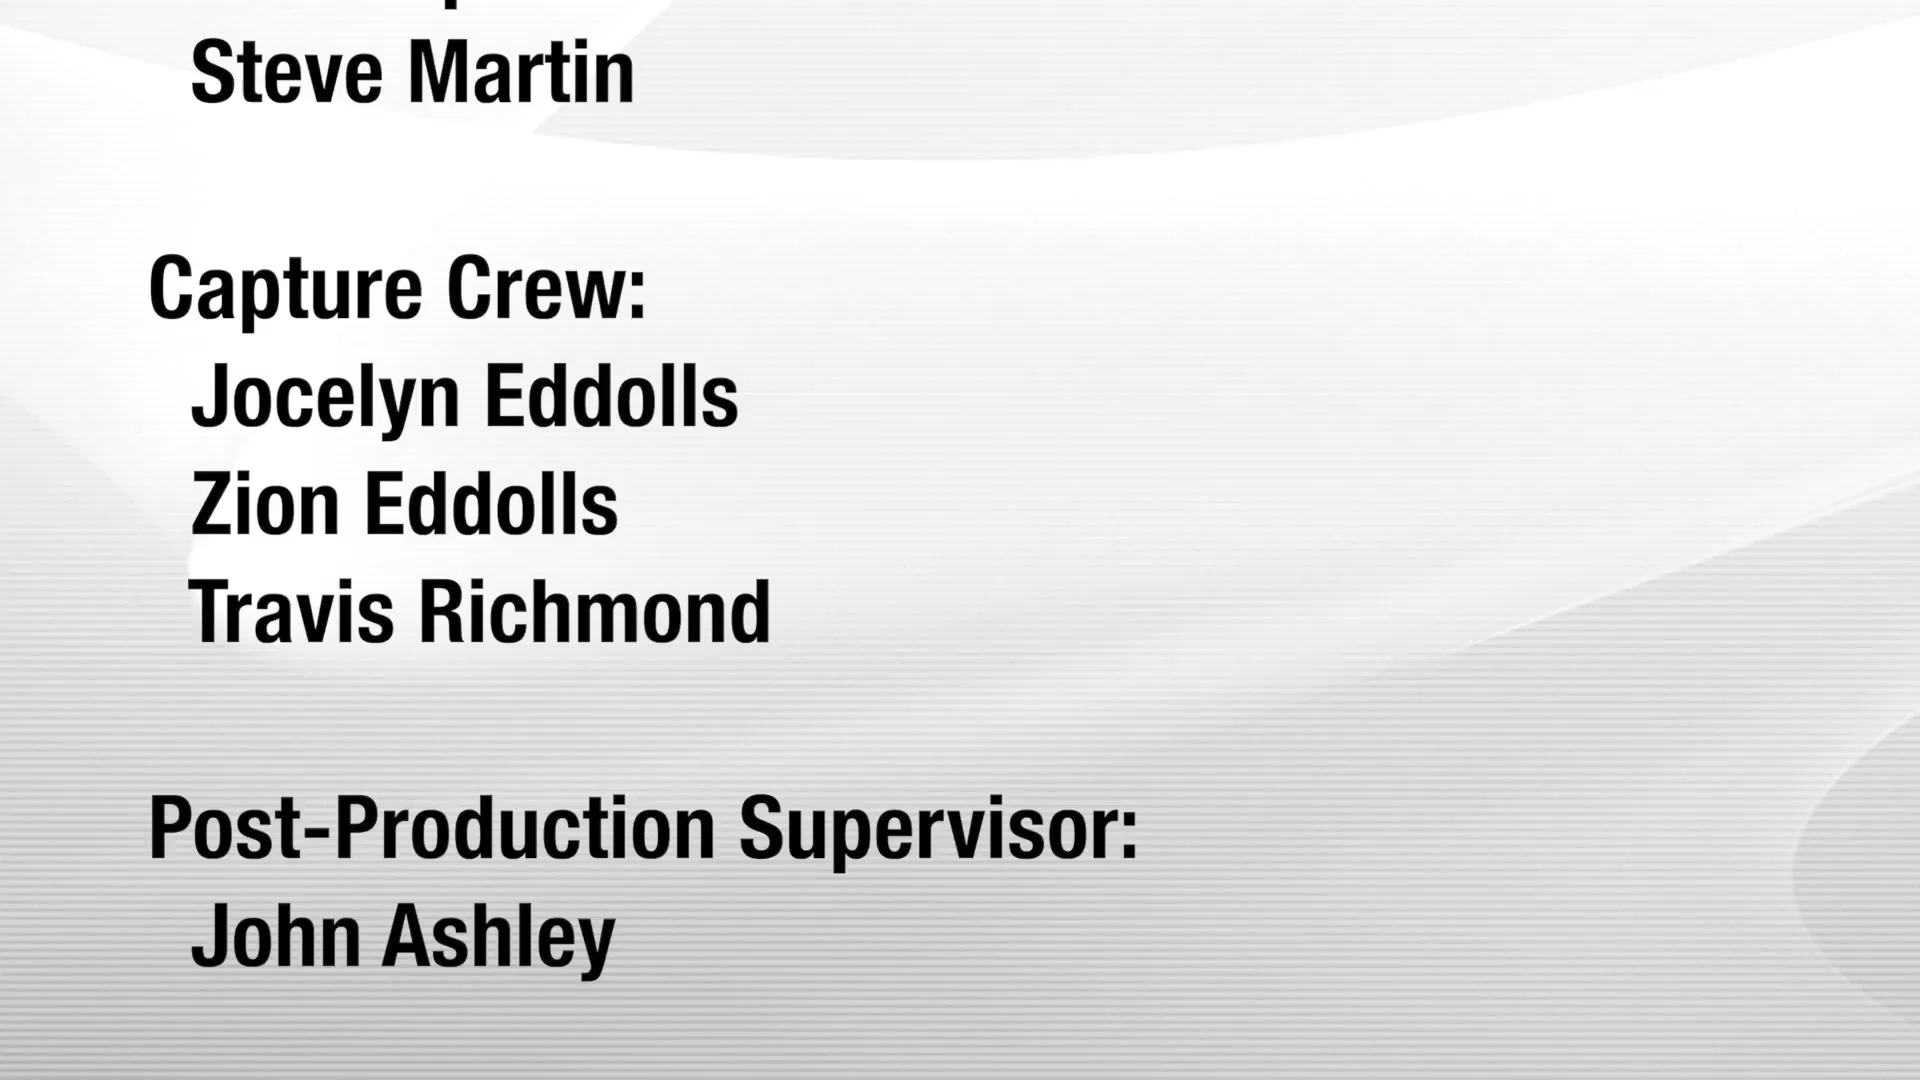 Steve Martin
Capture Crew:
Jocelyn Eddolls
Zion Eddolls
Travis Richmond
Post-Production Supervisor:
John Ashley